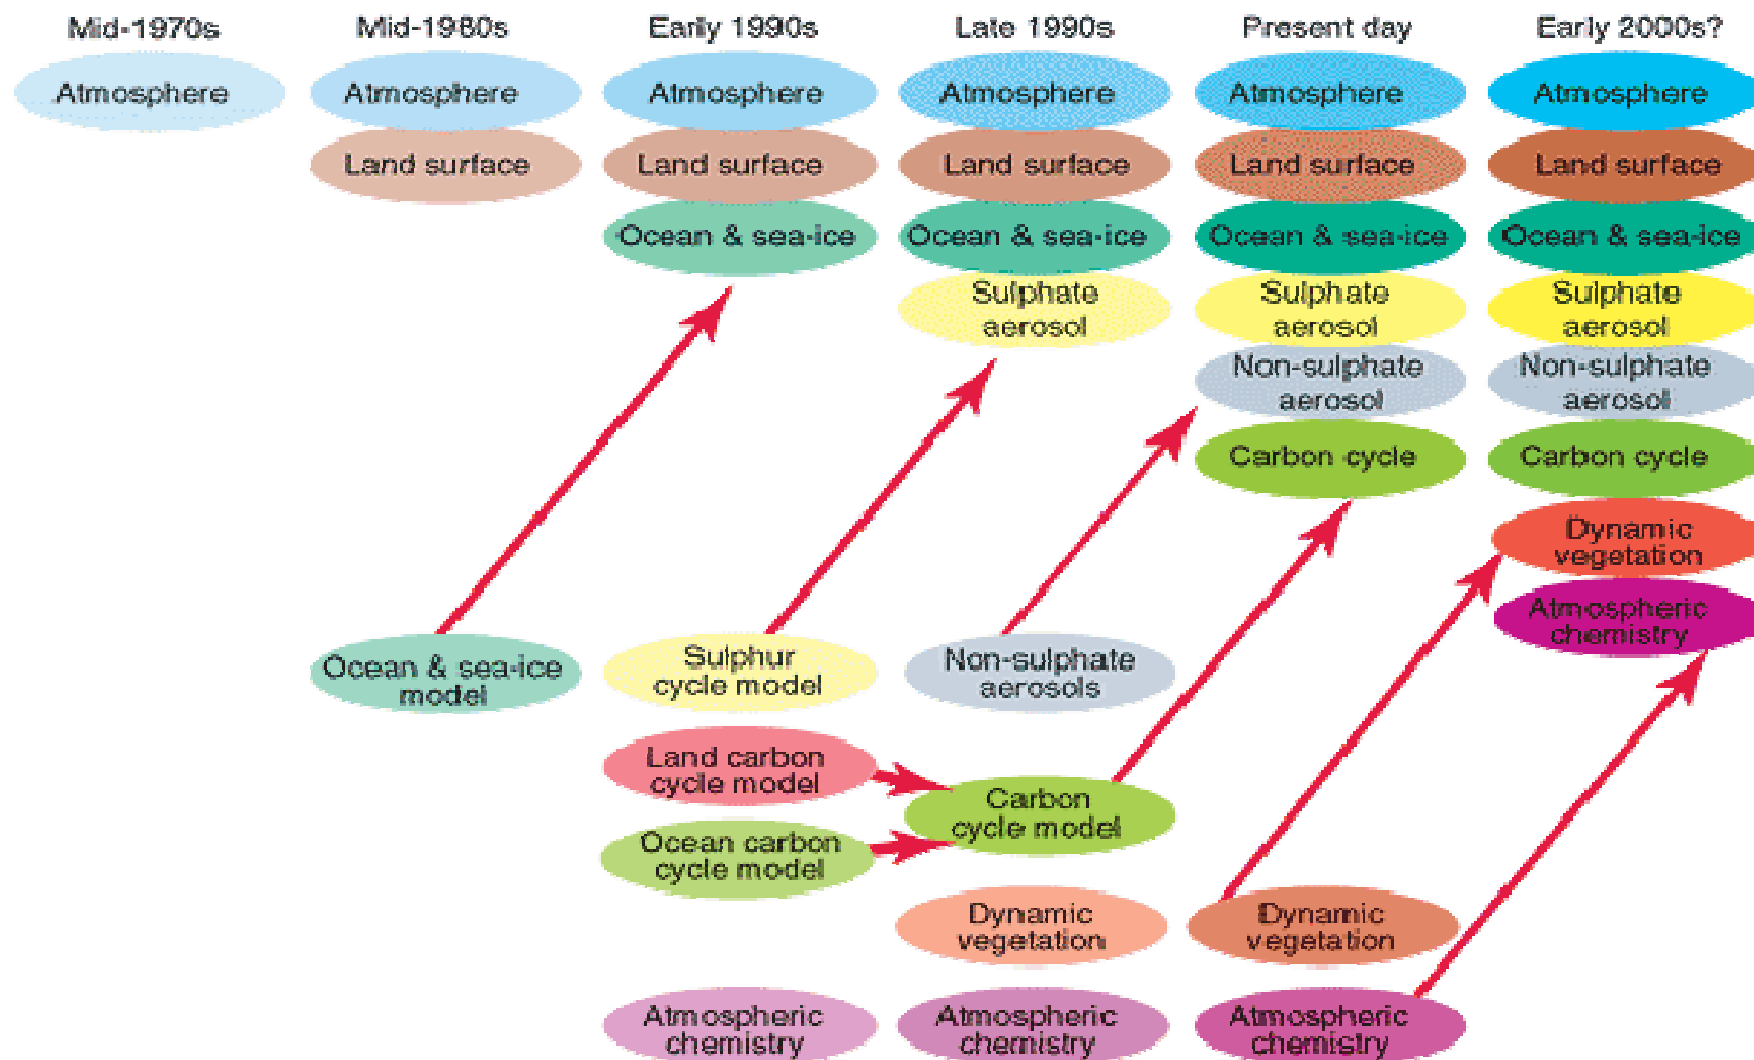 Mid-1970s
Mid-1980s
Early 1990s
Late 1990s
Present day
Early 2000s?
Atmosphere
Atmosphere
Atmosphere
Atmosphere
Atmosphere
Atmosphere
Land surface
Land surface
Land surface
Land surface
Land surface
Ocean & sea-ice
Ocean & sea-ice
Ocean & sea-ice
Ocean & sea-ice
Sulphate
aerosol
Sulphate
aerosol
Sulphate
aerosol
Non-sulphate
aerosol
Non-sulphate
aerosol
Carbon cycle
Carbon cycle
Dynamic
vegetation
Atmospheric
chemistry
Ocean & sea-ice
model
Sulphur
cycle model
Non-sulphate
aerosols
Land carbon
cycle model
Carbon
cycle model
Ocean carbon
cycle model
Dynamic
vegetation
Dynamic
vegetation
Atmospheric
chemistry
Atmospheric
chemistry
Atmospheric
chemistry